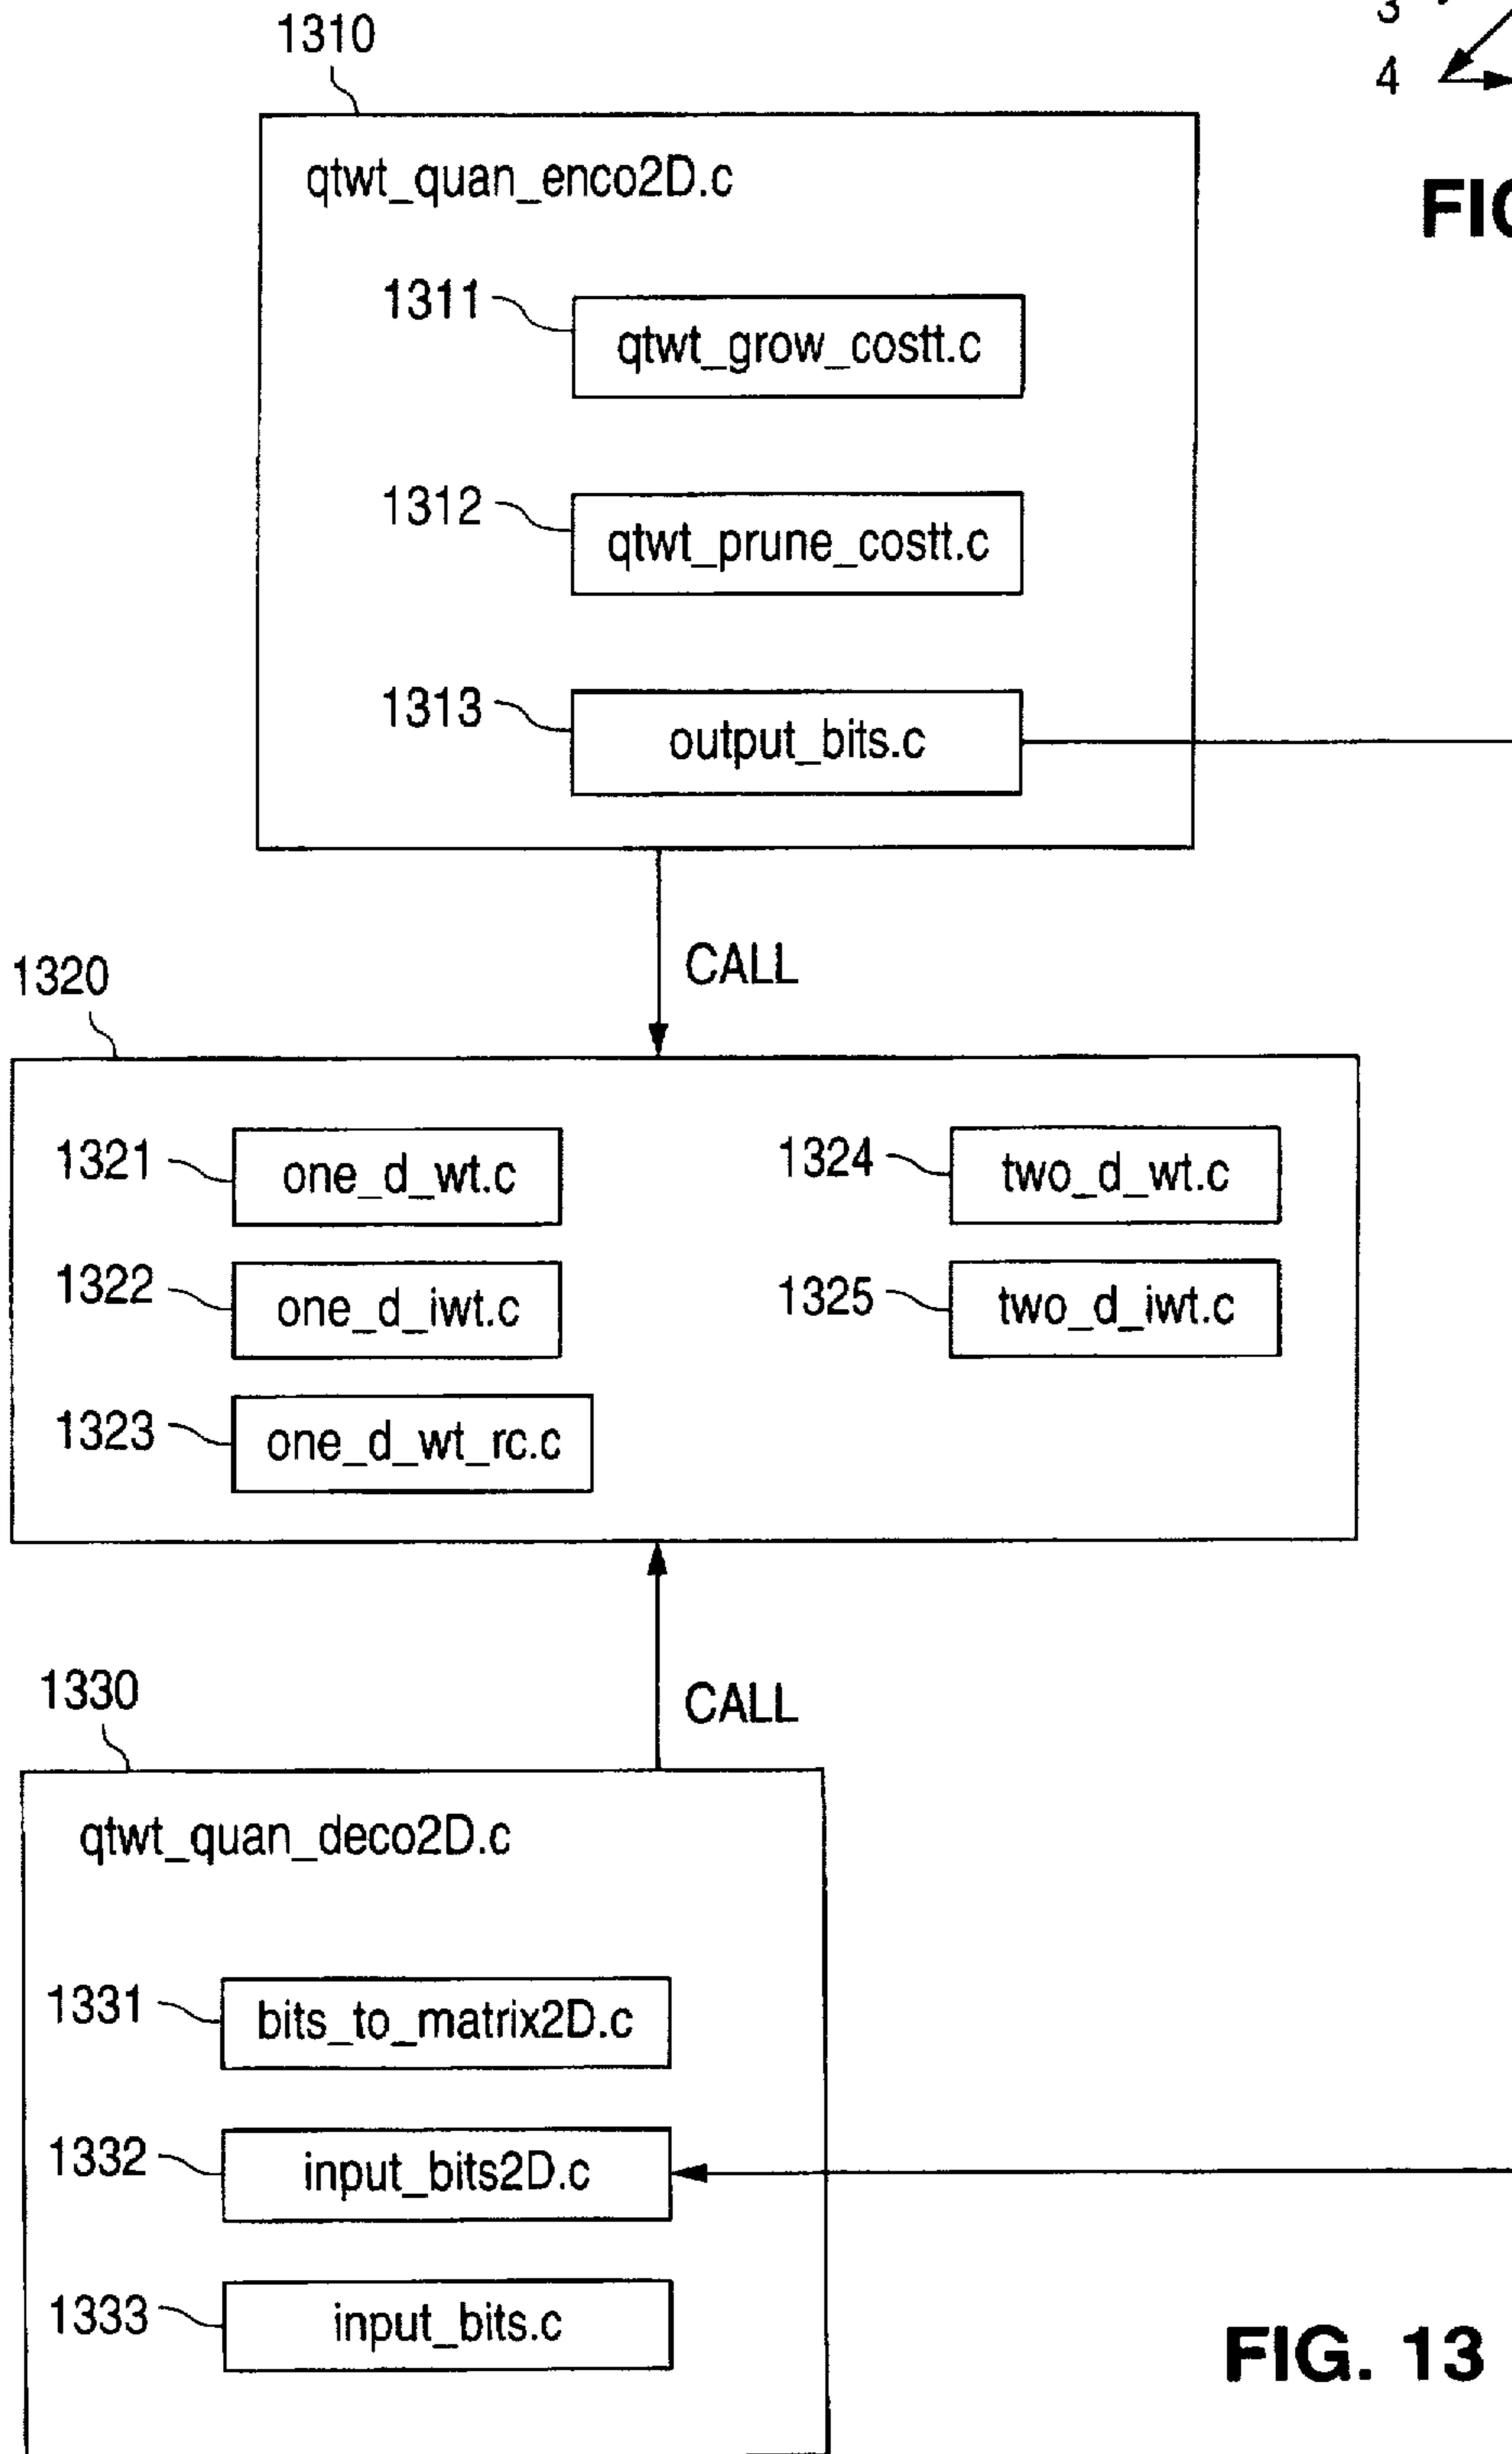 3
1310
4
qtwt_quan_enco2D.c
1311
qtwt_grow_costt.c
1312
qtwt_prune_costt.c
1313
output_bits.c
CALL
1320
1321
one_d_wt.c
1324
two_d_wt.c
1322
one_d_iwt.c
1325
two_d_iwt.c
1323
one_d_wt_rc.c
1330
CALL
qtwt_quan_deco2D.c
1331
bits_to_matrix2D.c
1332
input_bits2D.c
1333
input_bits.c
FIG. 13